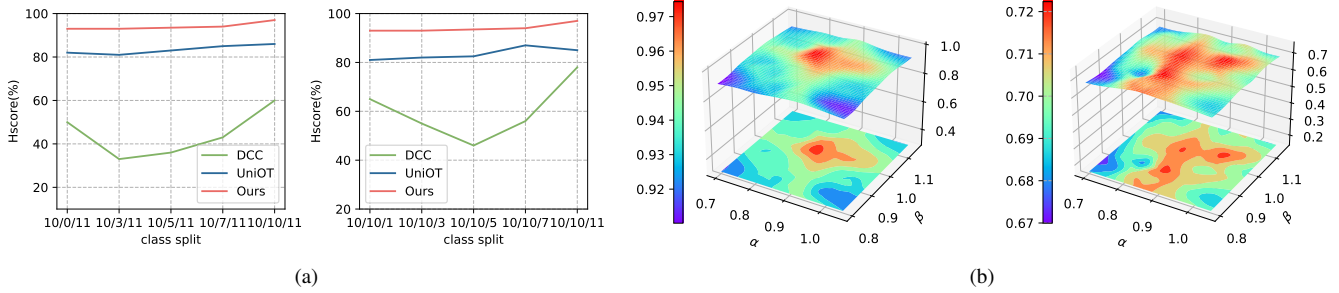 100
80
60
40
20
Hscore(%)
10/0/11 10/3/11 10/5/11 10/7/11 10/10/11
class split
DCC
UniOT
Ours
100
80
60
40
20
Hscore(%)
10/10/1 10/10/3 10/10/5 10/10/7 10/10/11
class split
DCC
UniOT
Ours
(a)
0.97
0.96
0.95
0.94
0.93
0.92
1.0
0.8
0.6
0.4
0.7
0.8
0.9
1.0
α
0.8
0.9
1.0
1.1
β
0.72
0.71
0.70
0.69
0.68
0.67
0.7
0.6
0.5
0.4
0.3
0.2
0.7
0.8
0.9
1.0
α
0.8
0.9
1.0
1.1
β
(b)